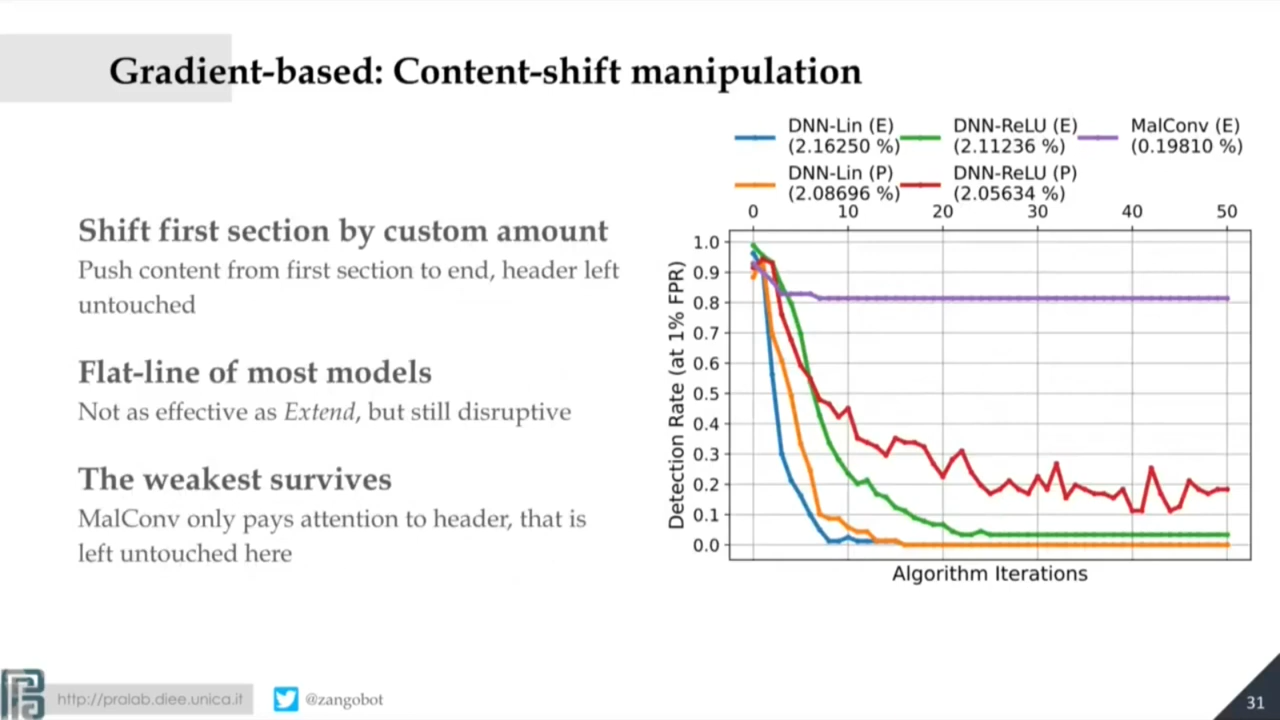 Gradient-based: Content-shift manipulation
DNN-Lin (E)
(2.16250 %)
DNN-ReLU (E)
(2.11236 %)
MalConv (E)
(0.19810 %)
DNN-Lin (P)
(2.08696 %)
DNN-ReLU (P)
(2.05634 %)
0 10 20 30 40 50
1.0
0.9
0.8
0.7
0.6
0.5
0.4
0.3
0.2
0.1
0.0
Detection Rate (at 1% FPR)
Algorithm Iterations
Shift first section by custom amount
Push content from first section to end, header left
untouched
Flat-line of most models
Not as effective as Extend, but still disruptive
The weakest survives
MalConv only pays attention to header, that is
left untouched here
http://pralab.diee.unica.it
@zangobot
31